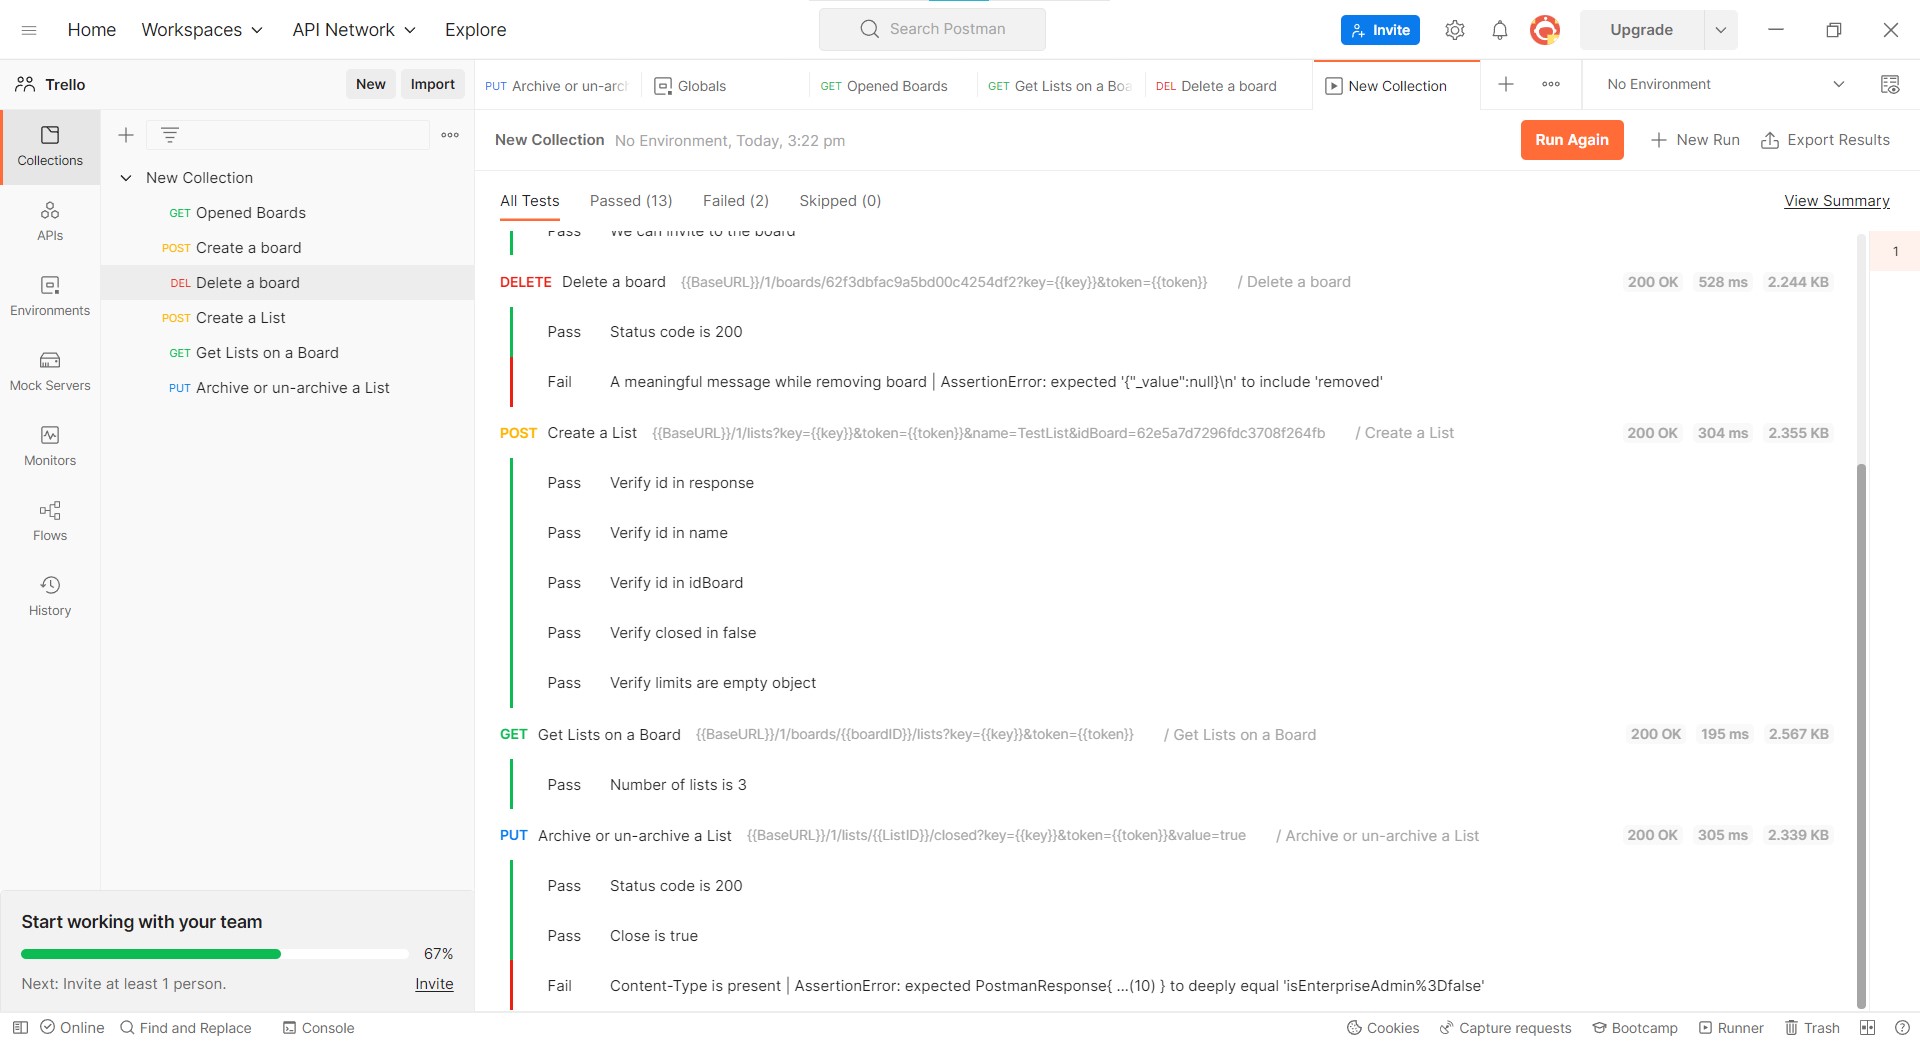 Home
Workspaces
API Network
Explore
Search Postman
Invite
Upgrade
Trello
New
Import
PUT Archive or un-arch
Globals
GET Opened Boards
GET Get Lists on a Boa
DEL Delete a board
New Collection
No Environment
Collections
APIs
Environments
Mock Servers
Monitors
Flows
History
New Collection
GET Opened Boards
POST Create a board
DEL Delete a board
POST Create a List
GET Get Lists on a Board
PUT Archive or un-archive a List
Start working with your team
67%
Next: Invite at least 1 person.
Invite
New Collection No Environment, Today, 3:22 pm
Run Again
New Run
Export Results
All Tests
Passed (13)
Failed (2)
Skipped (0)
View Summary
1
Pass We can invite to the board
DELETE Delete a board {{BaseURL}}/1/boards/62f3dbfac9a5bd00c4254df2?key={{key}}&token={{token}} / Delete a board 200 OK 528 ms 2.244 KB
Pass Status code is 200
Fail A meaningful message while removing board | AssertionError: expected '{"_value":null}\n' to include 'removed'
POST Create a List {{BaseURL}}/1/lists?key={{key}}&token={{token}}&name=TestList&idBoard=62e5a7d7296fdc3708f264fb / Create a List 200 OK 304 ms 2.355 KB
Pass Verify id in response
Pass Verify id in name
Pass Verify id in idBoard
Pass Verify closed in false
Pass Verify limits are empty object
GET Get Lists on a Board {{BaseURL}}/1/boards/{{boardID}}/lists?key={{key}}&token={{token}} / Get Lists on a Board 200 OK 195 ms 2.567 KB
Pass Number of lists is 3
PUT Archive or un-archive a List {{BaseURL}}/1/lists/{{ListID}}/closed?key={{key}}&token={{token}}&value=true / Archive or un-archive a List 200 OK 305 ms 2.339 KB
Pass Status code is 200
Pass Close is true
Fail Content-Type is present | AssertionError: expected PostmanResponse{ ...(10) } to deeply equal 'isEnterpriseAdmin%3Dfalse'
Online
Find and Replace
Console
Cookies
Capture requests
Bootcamp
Runner
Trash